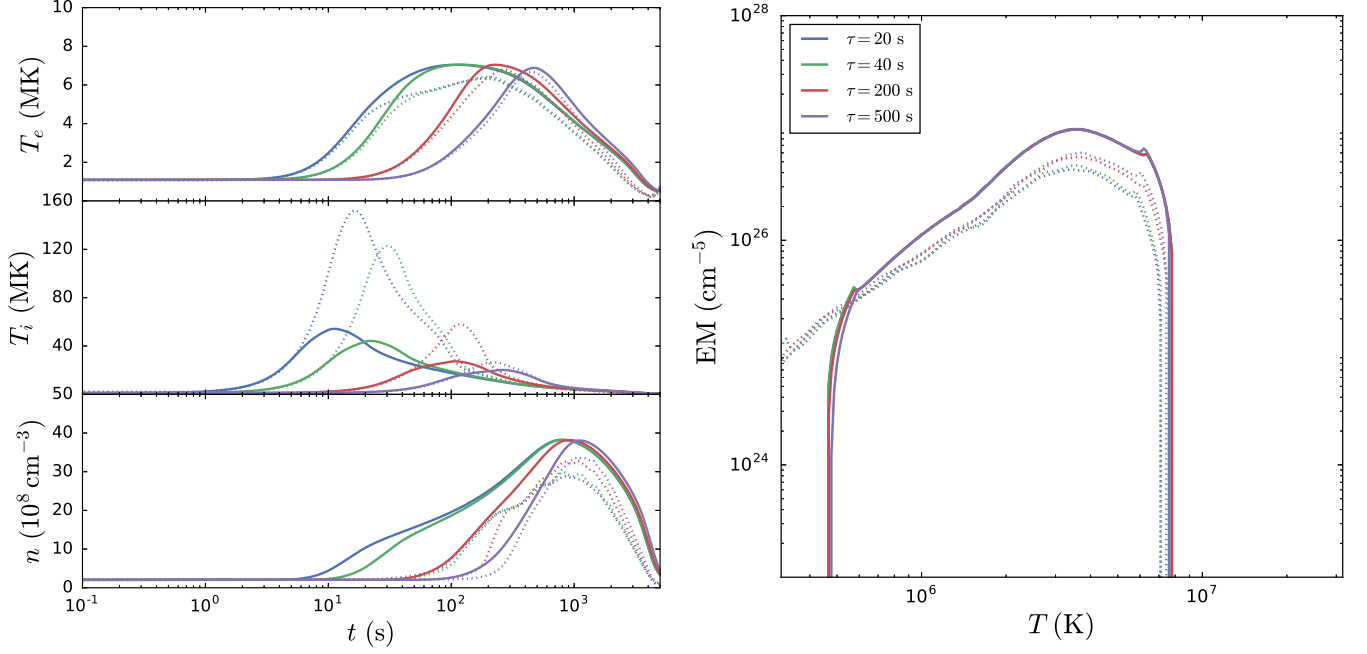 10
8
6
4
2
T_e (MK)
160
120
80
40
T_i (MK)
50
40
30
20
10
0
n (10^8 cm^{-3})
10^{-1} 10^0 10^1 10^2 10^3
t (s)
10^{28}
10^{26}
10^{24}
EM (cm^{-5})
τ = 20 s
τ = 40 s
τ = 200 s
τ = 500 s
10^6 10^7
T (K)